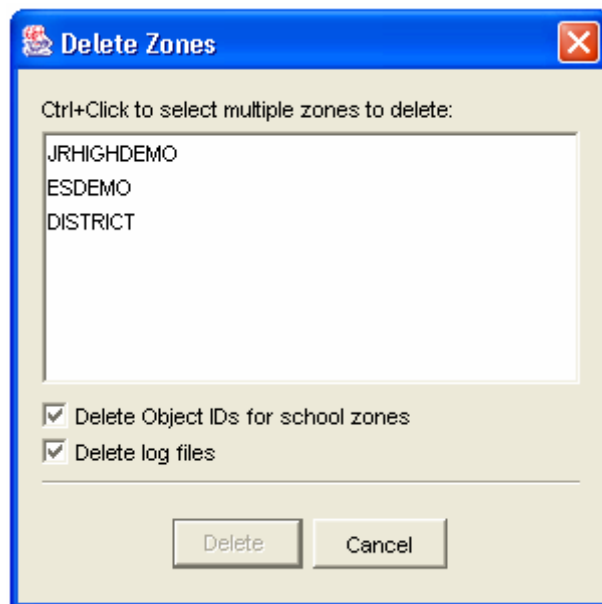 Delete Zones
Ctrl+Click to select multiple zones to delete:
JRHIGHDEMO
ESDEMO
DISTRICT
Delete Object IDs for school zones
Delete log files
Delete
Cancel